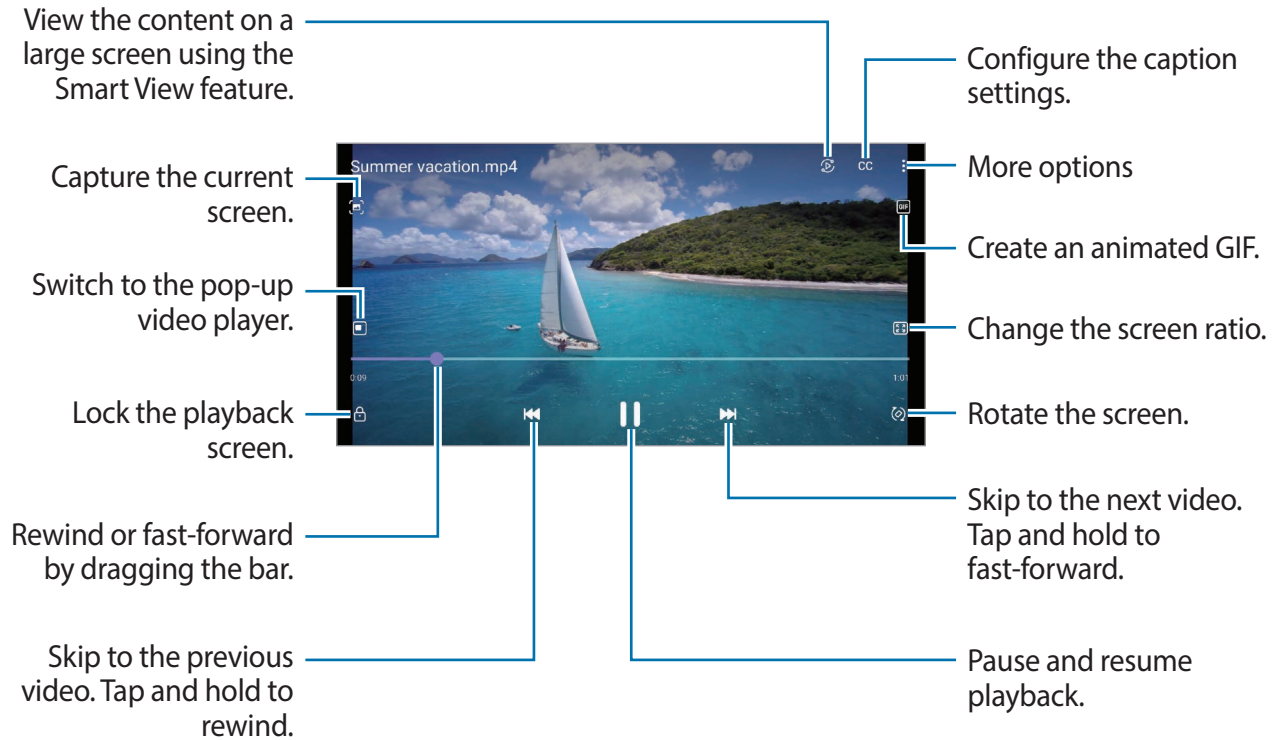 View the content on a
large screen using the
Smart View feature.
Configure the caption
settings.
Summer vacation.mp4
CC
More options
Capture the current
screen.
GIF
Create an animated GIF.
Switch to the pop-up
video player.
Change the screen ratio.
0:09
1:01
Lock the playback
screen.
Rotate the screen.
Rewind or fast-forward
by dragging the bar.
Skip to the next video.
Tap and hold to
fast-forward.
Skip to the previous
video. Tap and hold to
rewind.
Pause and resume
playback.